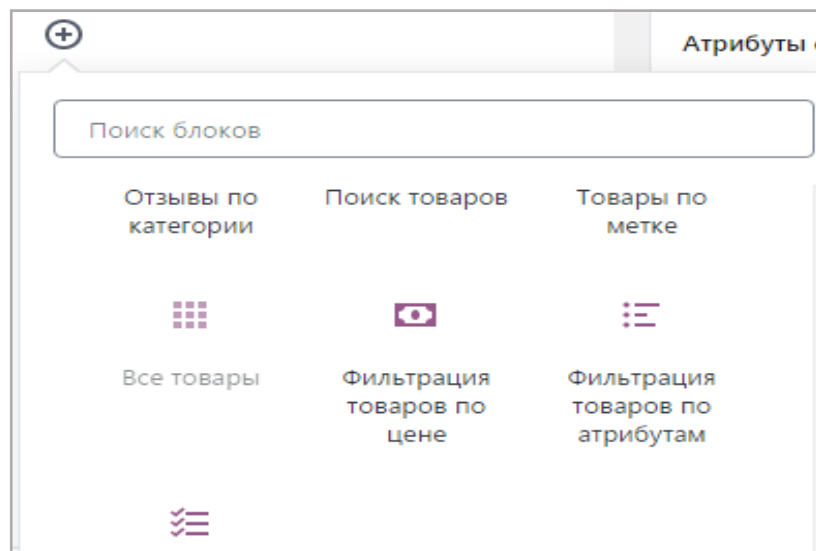 Атрибуты
Поиск блоков
Отзывы по
категории
Поиск товаров
Товары по
метке
Все товары
Фильтрация
товаров по
цене
Фильтрация
товаров по
атрибутам